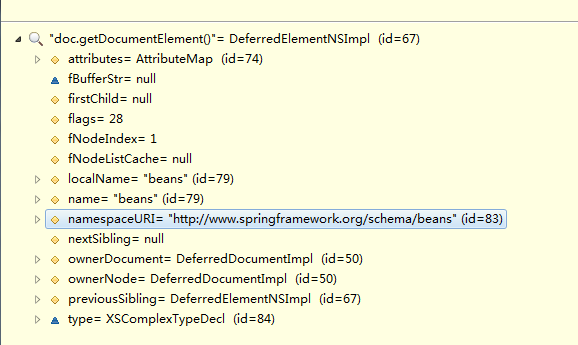 "doc.getDocumentElement()"= DeferredElementNSImpl (id=67)
attributes= AttributeMap (id=74)
fBufferStr= null
firstChild= null
flags= 28
fNodeIndex= 1
fNodeListCache= null
localName= "beans" (id=79)
name= "beans" (id=79)
namespaceURI= "http://www.springframework.org/schema/beans" (id=83)
nextSibling= null
ownerDocument= DeferredDocumentImpl (id=50)
ownerNode= DeferredDocumentImpl (id=50)
previousSibling= DeferredElementNSImpl (id=67)
type= XSComplexTypeDecl (id=84)